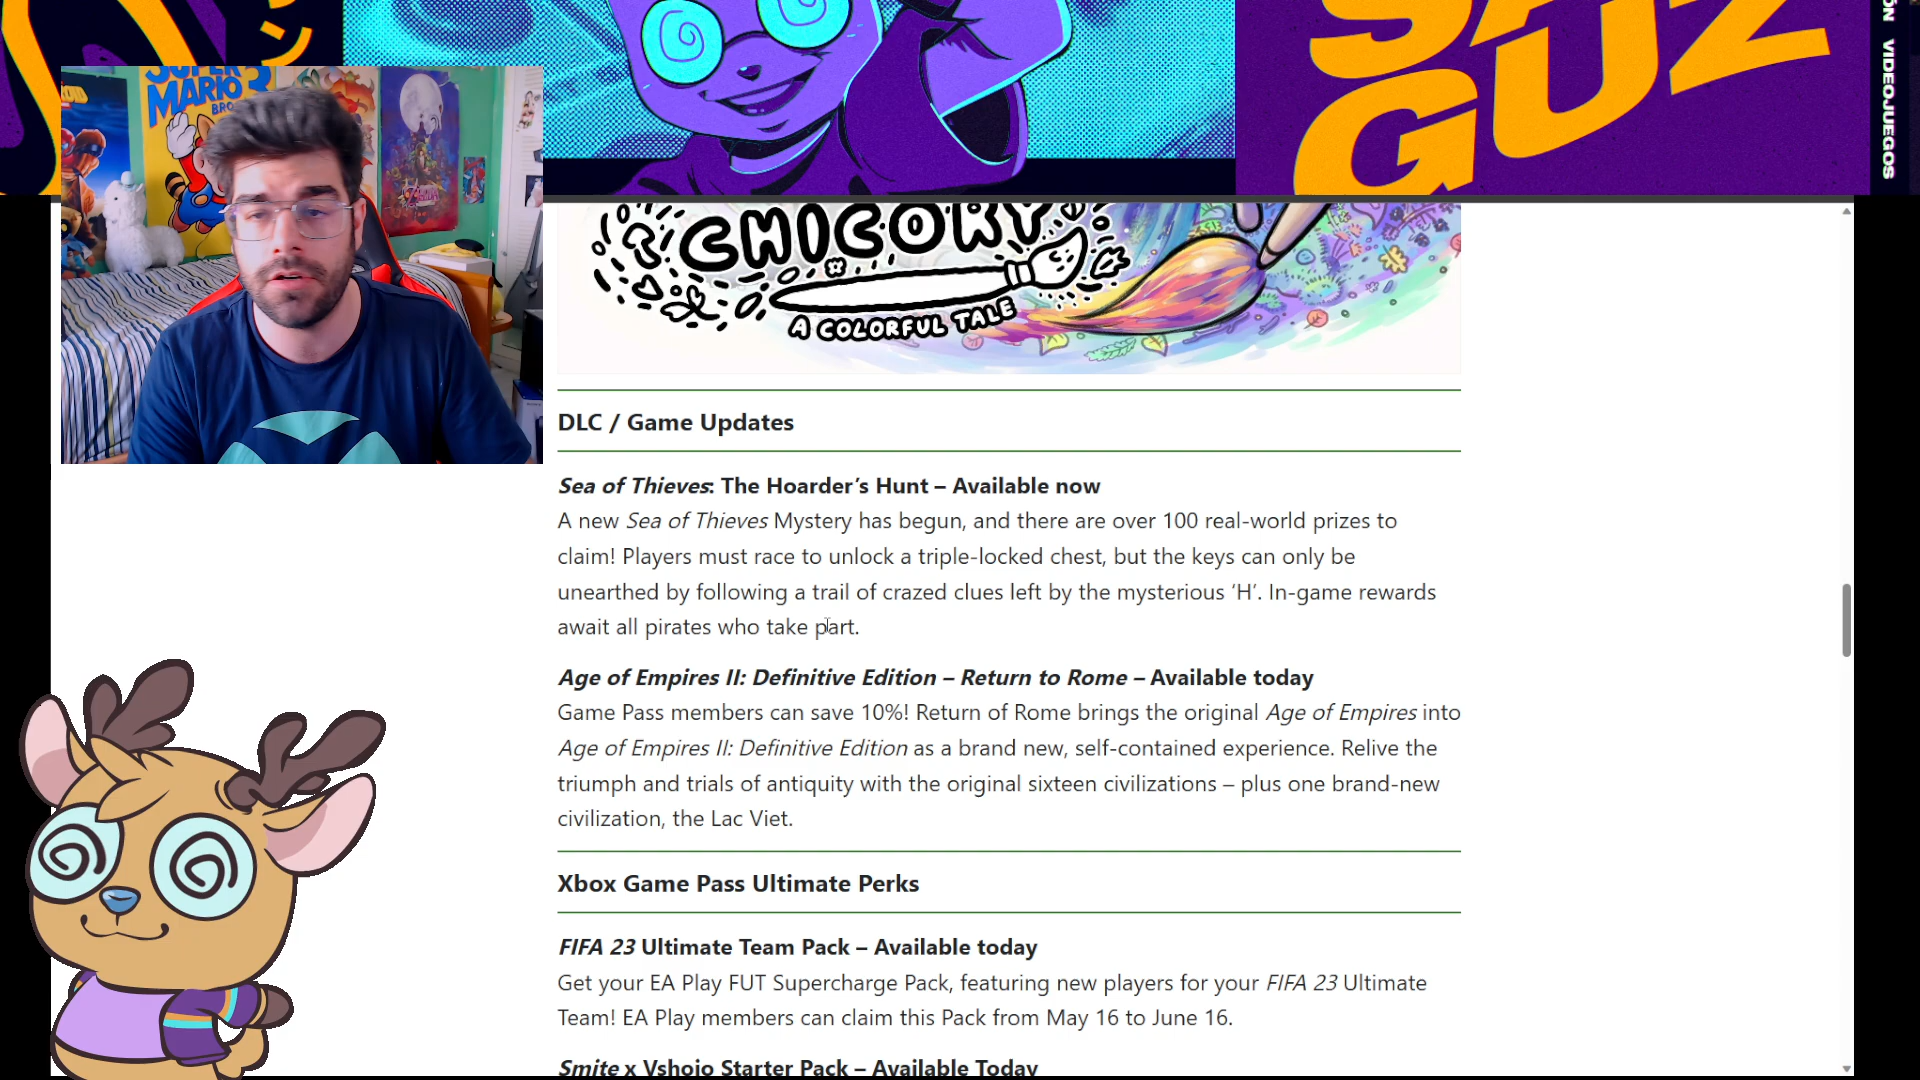 SUPER
MARIO 3
BRO
SA
GUZ
VIDEOJUEGOS
CHICORY
A COLORFUL TALE
DLC / Game Updates
Sea of Thieves: The Hoarder’s Hunt – Available now
A new Sea of Thieves Mystery has begun, and there are over 100 real-world prizes to
claim! Players must race to unlock a triple-locked chest, but the keys can only be
unearthed by following a trail of crazed clues left by the mysterious ‘H’. In-game rewards
await all pirates who take part.
Age of Empires II: Definitive Edition – Return to Rome – Available today
Game Pass members can save 10%! Return of Rome brings the original Age of Empires into
Age of Empires II: Definitive Edition as a brand new, self-contained experience. Relive the
triumph and trials of antiquity with the original sixteen civilizations – plus one brand-new
civilization, the Lac Viet.
Xbox Game Pass Ultimate Perks
FIFA 23 Ultimate Team Pack – Available today
Get your EA Play FUT Supercharge Pack, featuring new players for your FIFA 23 Ultimate
Team! EA Play members can claim this Pack from May 16 to June 16.
Smite x Vshojo Starter Pack – Available Today